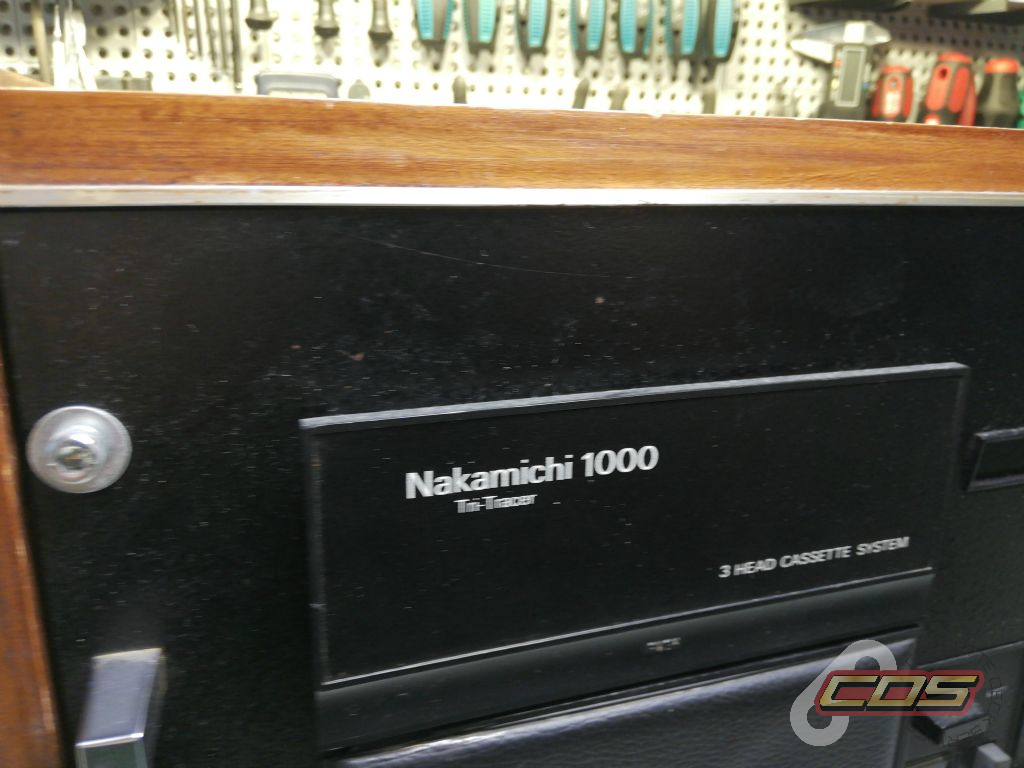 Nakamichi 1000
Tri-Tracer
3 HEAD CASSETTE SYSTEM
CDS